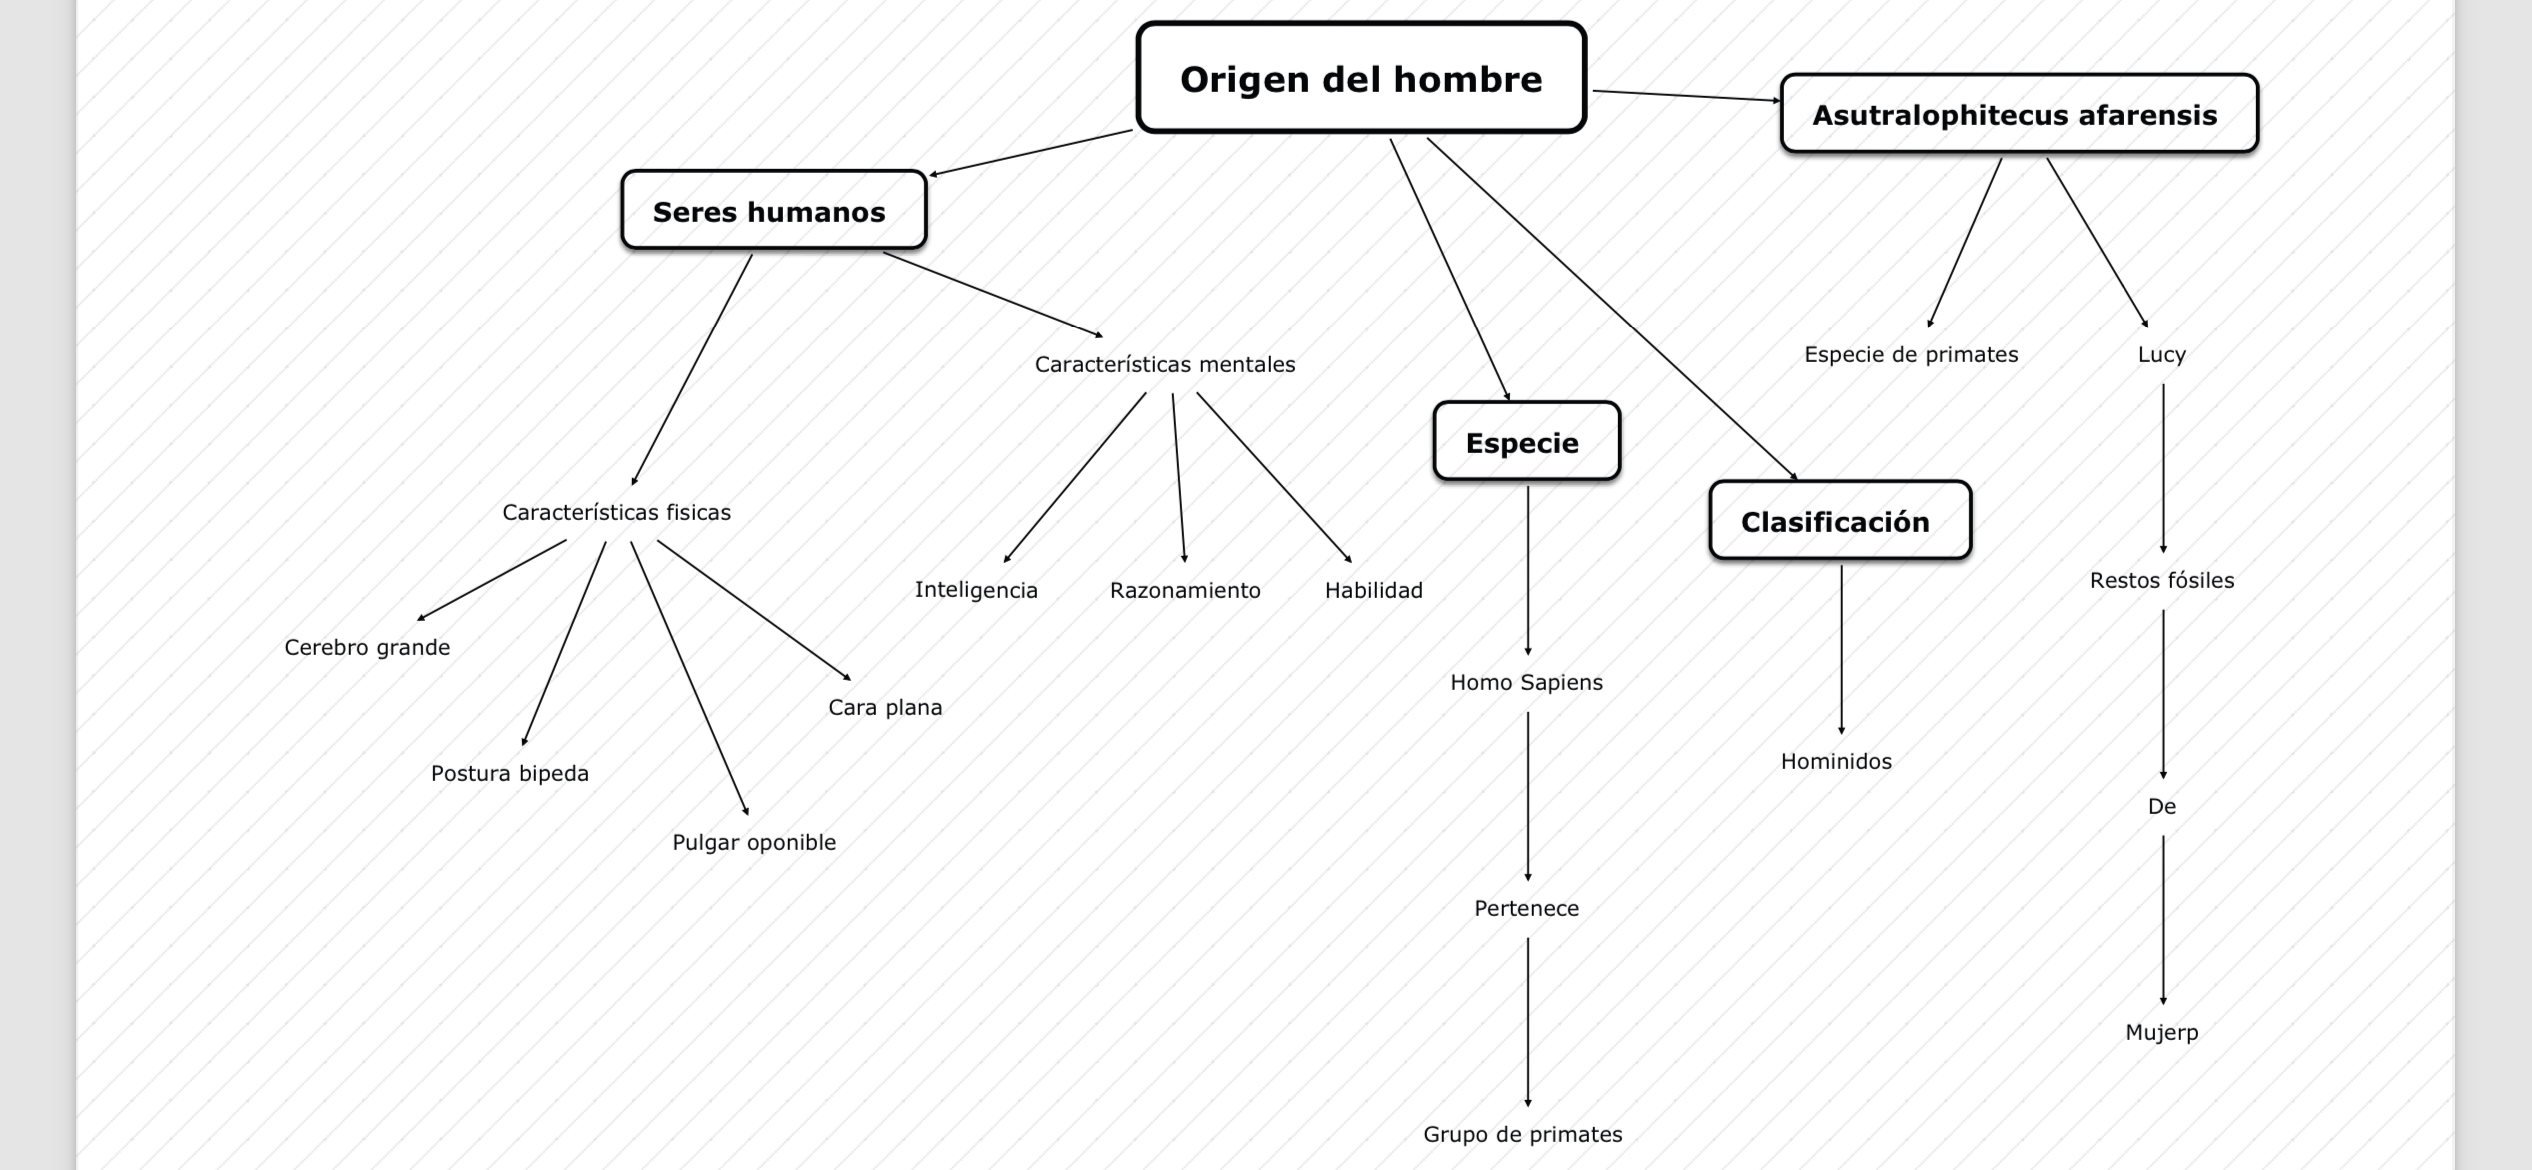 Origen del hombre
Asutralophitecus afarensis
Seres humanos
Especie de primates
Lucy
Características mentales
Especie
Características fisicas
Clasificación
Restos fósiles
Inteligencia
Razonamiento
Habilidad
Cerebro grande
Homo Sapiens
Cara plana
Hominidos
Postura bipeda
De
Pulgar oponible
Pertenece
Mujerp
Grupo de primates